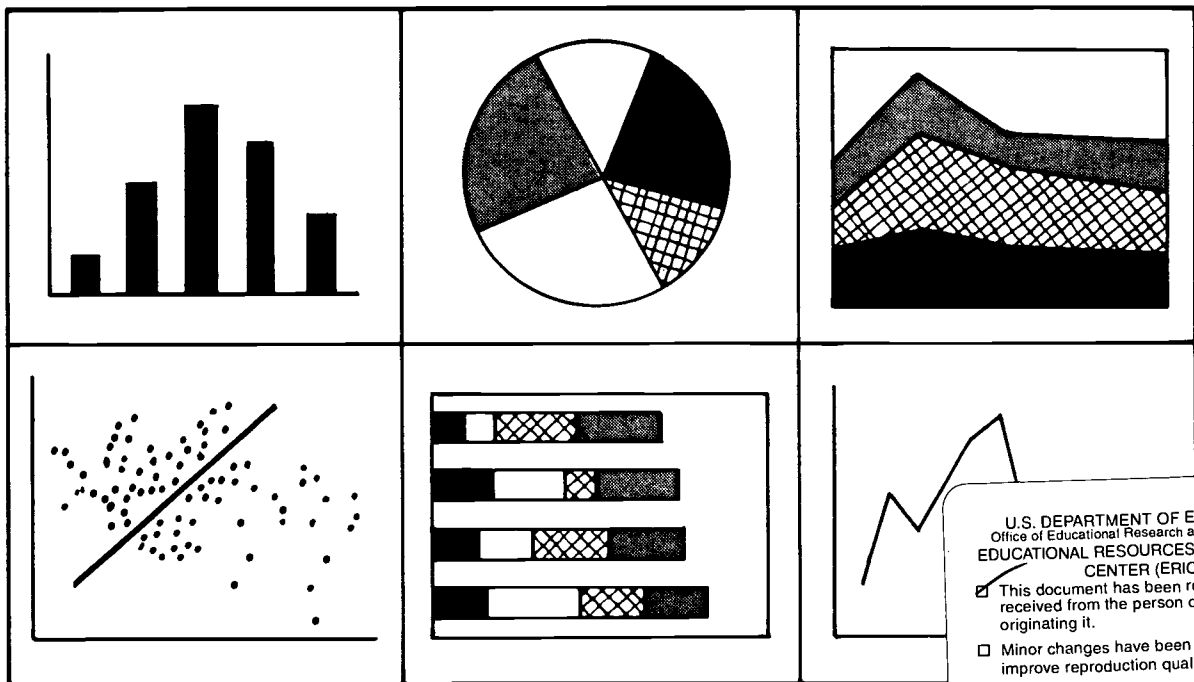 U.S. DEPARTMENT OF E
Office of Educational Research a
EDUCATIONAL RESOURCES
CENTER (ERIC
This document has been r
received from the person o
originating it.
Minor changes have been
improve reproduction qual